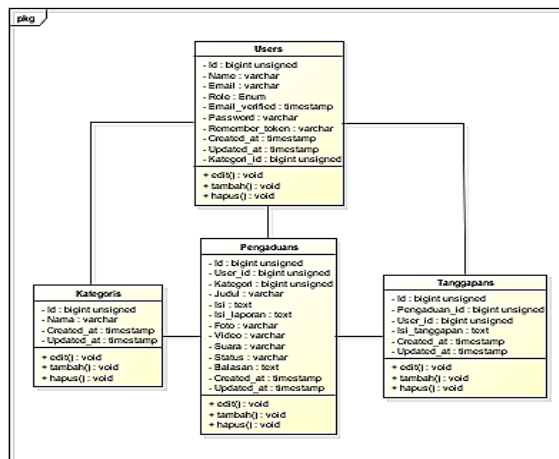 pkg
Users
- Id : bigint unsigned
- Name : varchar
- Email : varchar
- Role : Enum
- Email_verified : timestamp
- Password : varchar
- Remember_token : varchar
- Created_at : timestamp
- Updated_at : timestamp
- Kategori_id : bigint unsigned
+ edit() : void
+ tambah() : void
+ hapus() : void
Pengaduans
- Id : bigint unsigned
- User_id : bigint unsigned
- Kategori : bigint unsigned
- Judul : varchar
- Isi : text
- Isi_laporan : text
- Foto : varchar
- Video : varchar
- Suara : varchar
- Status : varchar
- Balasan : text
- Created_at : timestamp
- Updated_at : timestamp
+ edit() : void
+ tambah() : void
+ hapus() : void
Kategoris
- Id : bigint unsigned
- Nama : varchar
- Created_at : timestamp
- Updated_at : timestamp
+ edit() : void
+ tambah() : void
+ hapus() : void
Tanggapans
- Id : bigint unsigned
- Pengaduan_id : bigint unsigned
- User_id : bigint unsigned
- Isi_tanggapan : text
- Created_at : timestamp
- Updated_at : timestamp
+ edit() : void
+ tambah() : void
+ hapus() : void